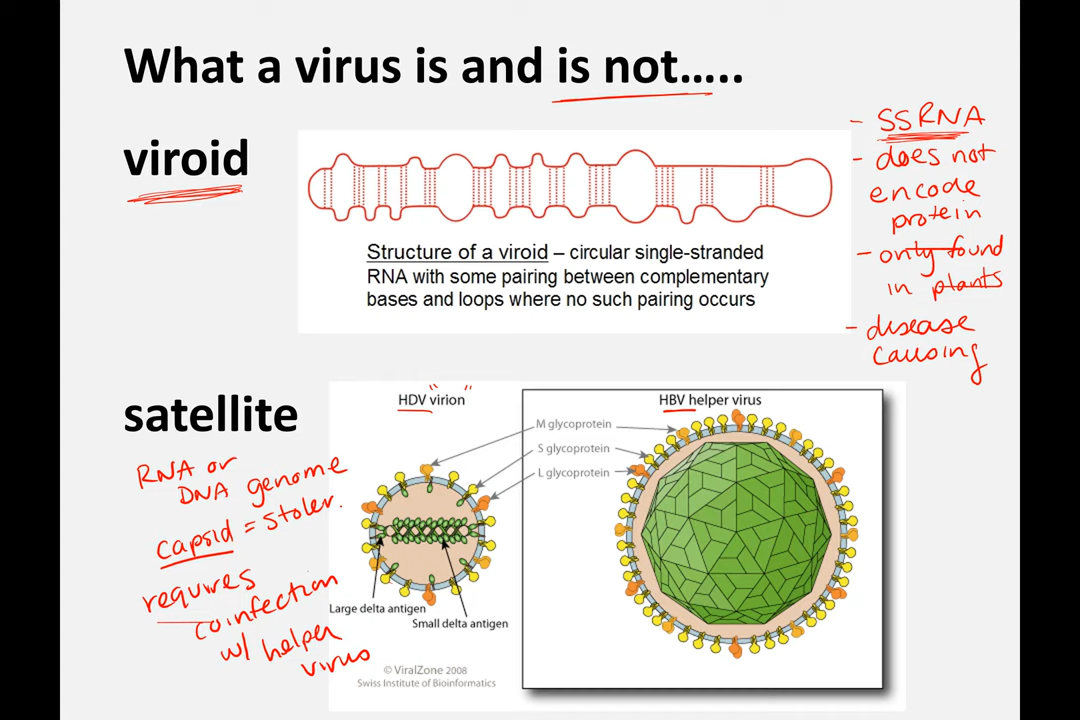 What a virus is and is not.....
viroid
Structure of a viroid – circular single-stranded
RNA with some pairing between complementary
bases and loops where no such pairing occurs
- SSRNA
- does not
encode
protein
- only found
in plants
- disease
causing
satellite
RNA or
DNA genome
capsid = stolen.
requires
coinfection
w/ helper
virus
HDV "virion"
M glycoprotein
S glycoprotein
L glycoprotein
Large delta antigen
Small delta antigen
© ViralZone 2008
Swiss Institute of Bioinformatics
HBV helper virus